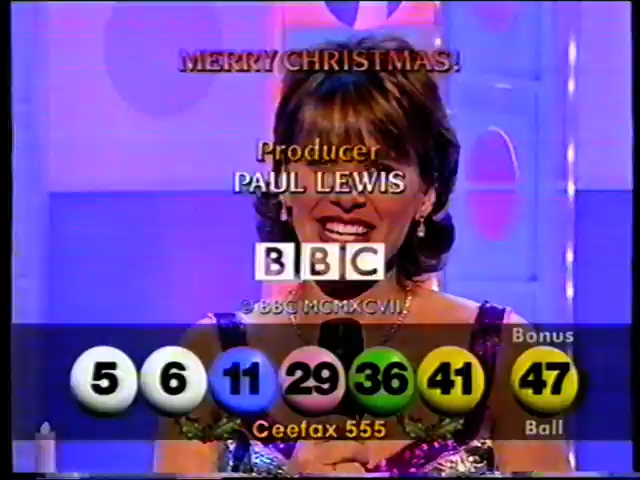 MERRY CHRISTMAS!
Producer
PAUL LEWIS
BBC
© BBC MCMXCVII
Bonus
5 6 11 29 36 41 47
Ball
Ceefax 555